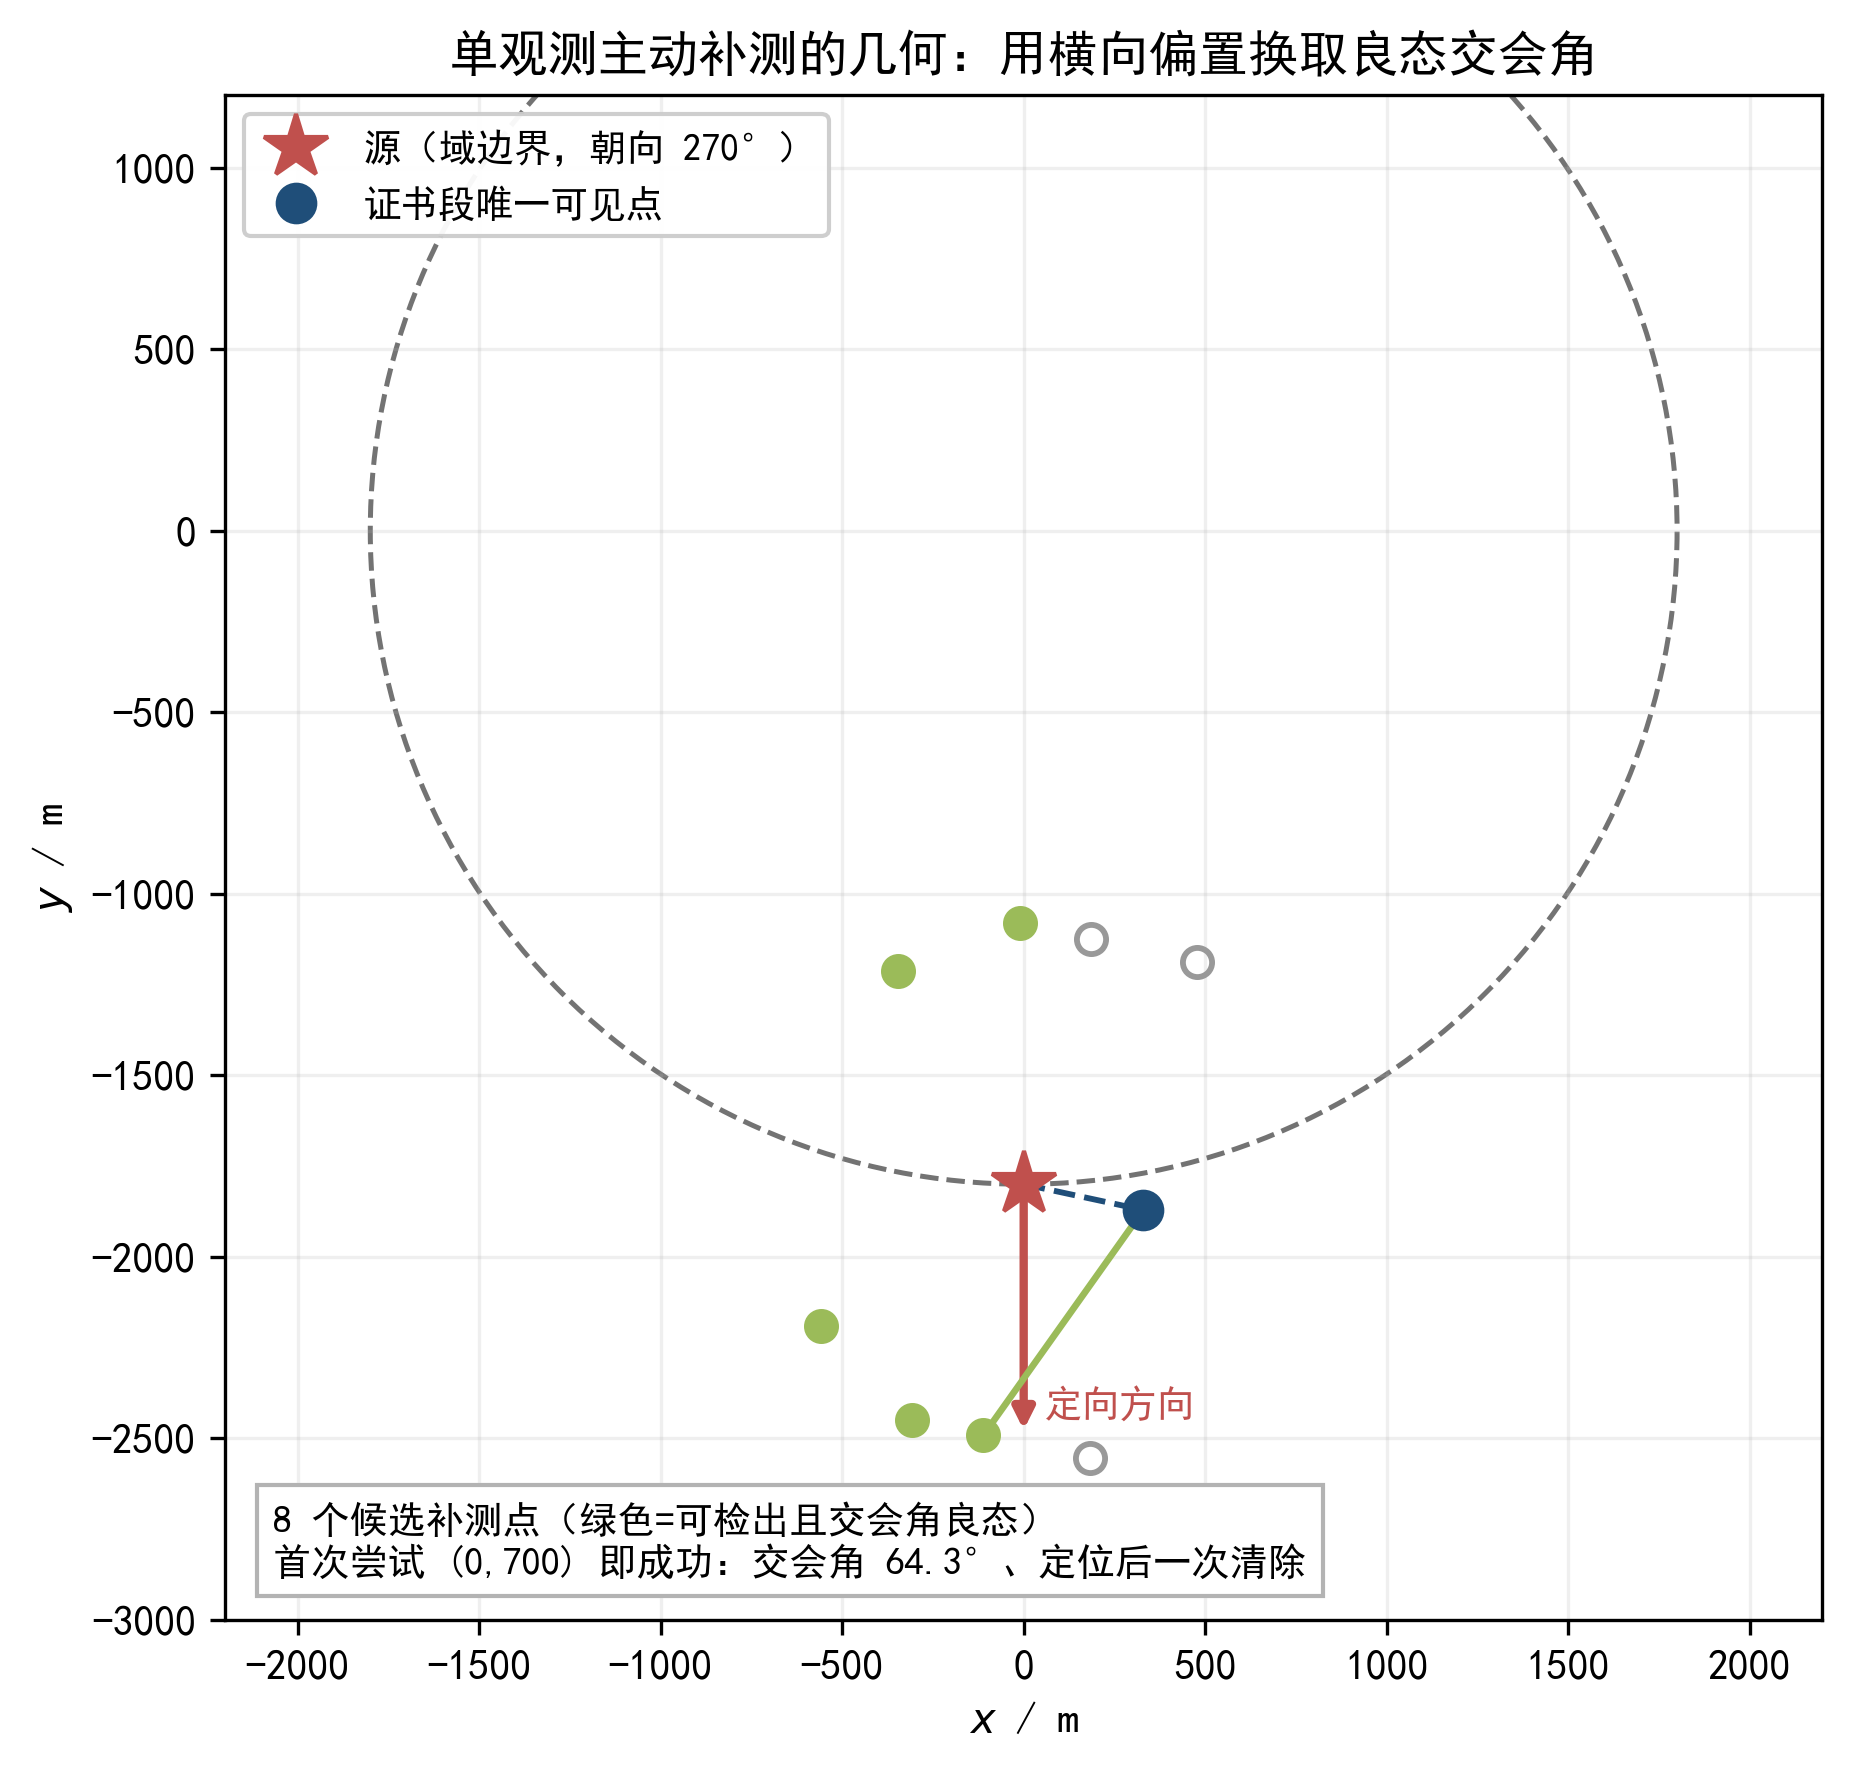 单观测主动补测的几何：用横向偏置换取良态交会角
源（域边界，朝向 270°）
证书段唯一可见点
1000
500
0
−500
−1000
−1500
−2000
−2500
−3000
y / m
定向方向
8 个候选补测点（绿色=可检出且交会角良态）
首次尝试 (0,700) 即成功：交会角 64.3°、定位后一次清除
−2000 −1500 −1000 −500 0 500 1000 1500 2000
x / m